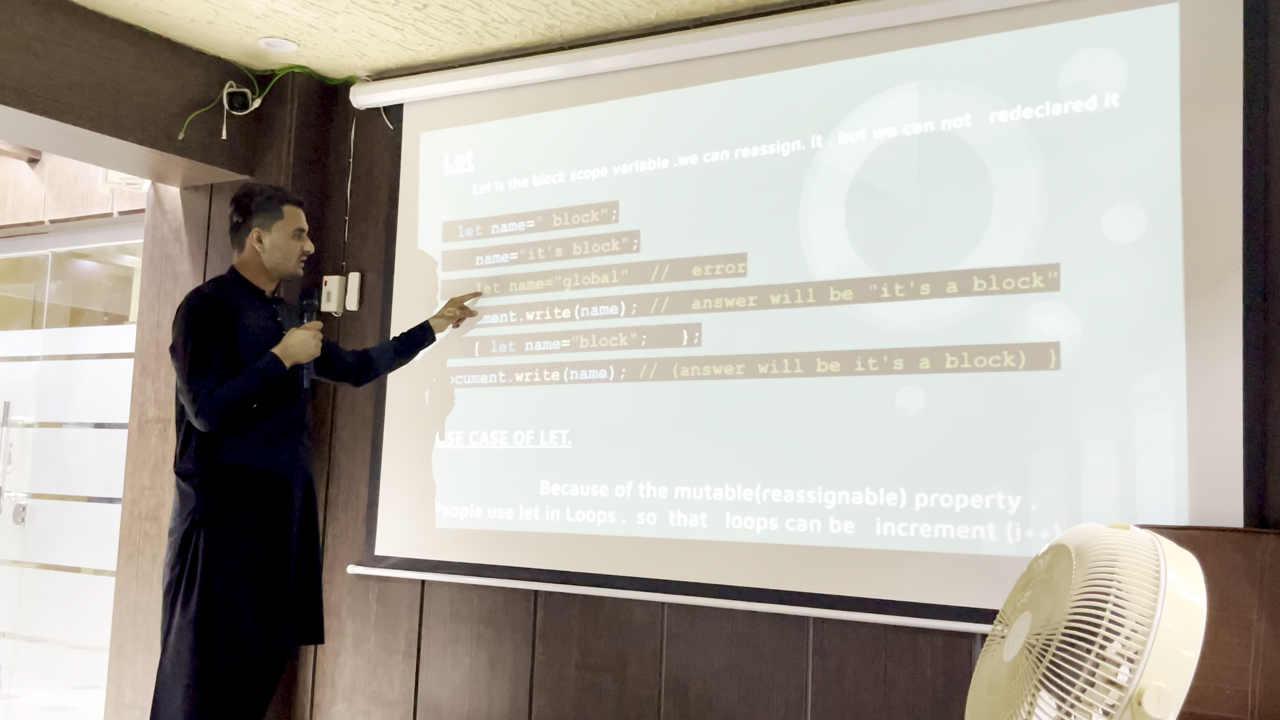 Let
Let is the block scope variable .we can reassign. it . but we can not redeclared it
let name=" block";
name="it's block";
let name="global" // error
ment.write(name); // answer will be "it's a block"
{ let name="block"; };
ocument.write(name); // (answer will be it's a block) }
USE CASE OF LET.
Because of the mutable(reassignable) property .
People use let in Loops . so that loops can be increment (i++)